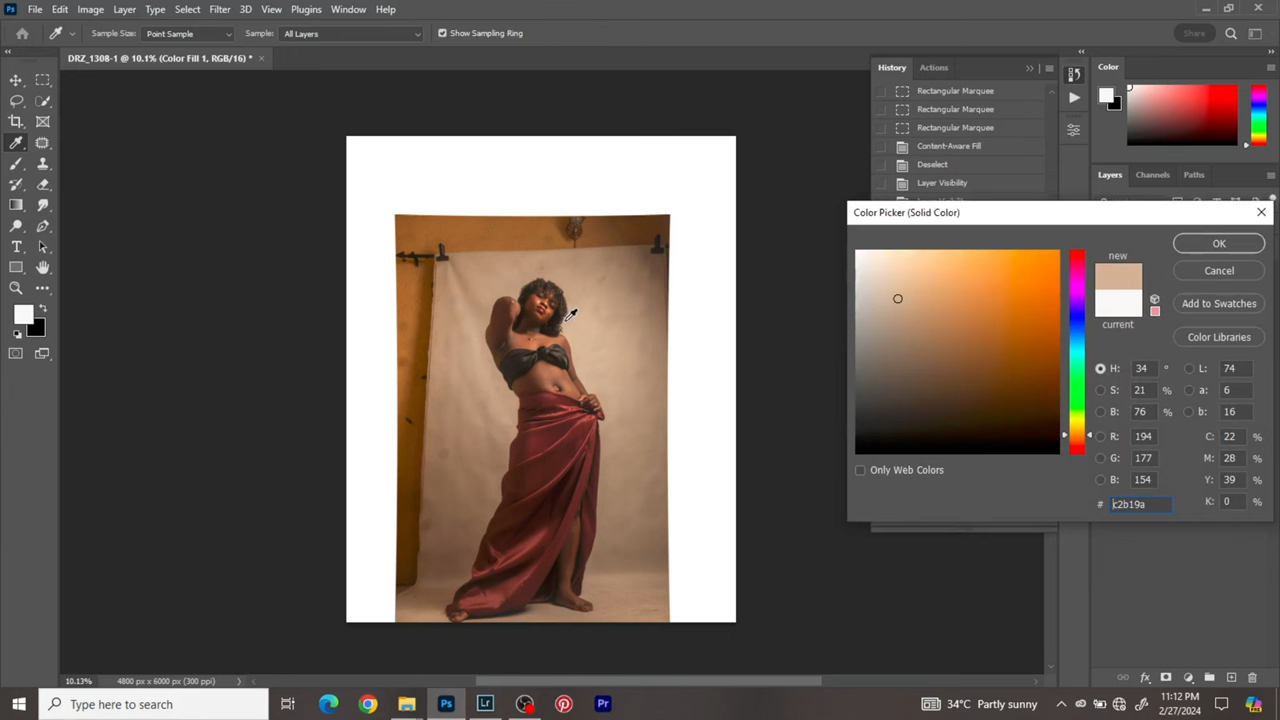 Ps File Edit Image Layer Type Select Filter 3D View Plugins Window Help
Sample Size: Point Sample Sample: All Layers Show Sampling Ring Share
DRZ_1308-1 @ 10.1% (Color Fill 1, RGB/16) *
History Actions
Color
Rectangular Marquee
Rectangular Marquee
Rectangular Marquee
Content-Aware Fill
Deselect
Layer Visibility
Layers Channels Paths
Color Picker (Solid Color)
new
current
OK
Cancel
Add to Swatches
Color Libraries
H: 34 ° L: 74
S: 21 % a: 6
B: 76 % b: 16
R: 194 C: 22 %
G: 177 M: 28 %
B: 154 Y: 39 %
# c2b19a K: 0 %
Only Web Colors
10.13% 4800 px x 6000 px (300 ppi)
Type here to search
Ps Lr Pr
34°C Partly sunny
11:12 PM
2/27/2024